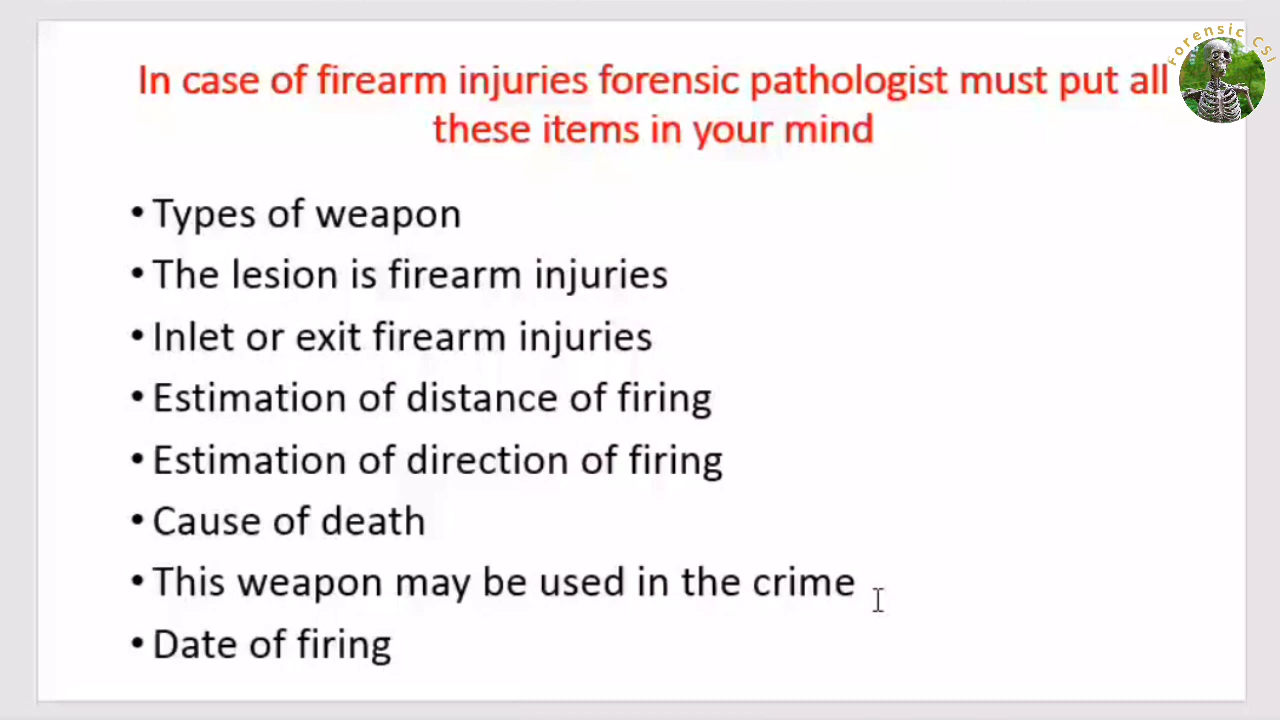 In case of firearm injuries forensic pathologist must put all
these items in your mind
Forensic CSI
• Types of weapon
• The lesion is firearm injuries
• Inlet or exit firearm injuries
• Estimation of distance of firing
• Estimation of direction of firing
• Cause of death
• This weapon may be used in the crime
• Date of firing